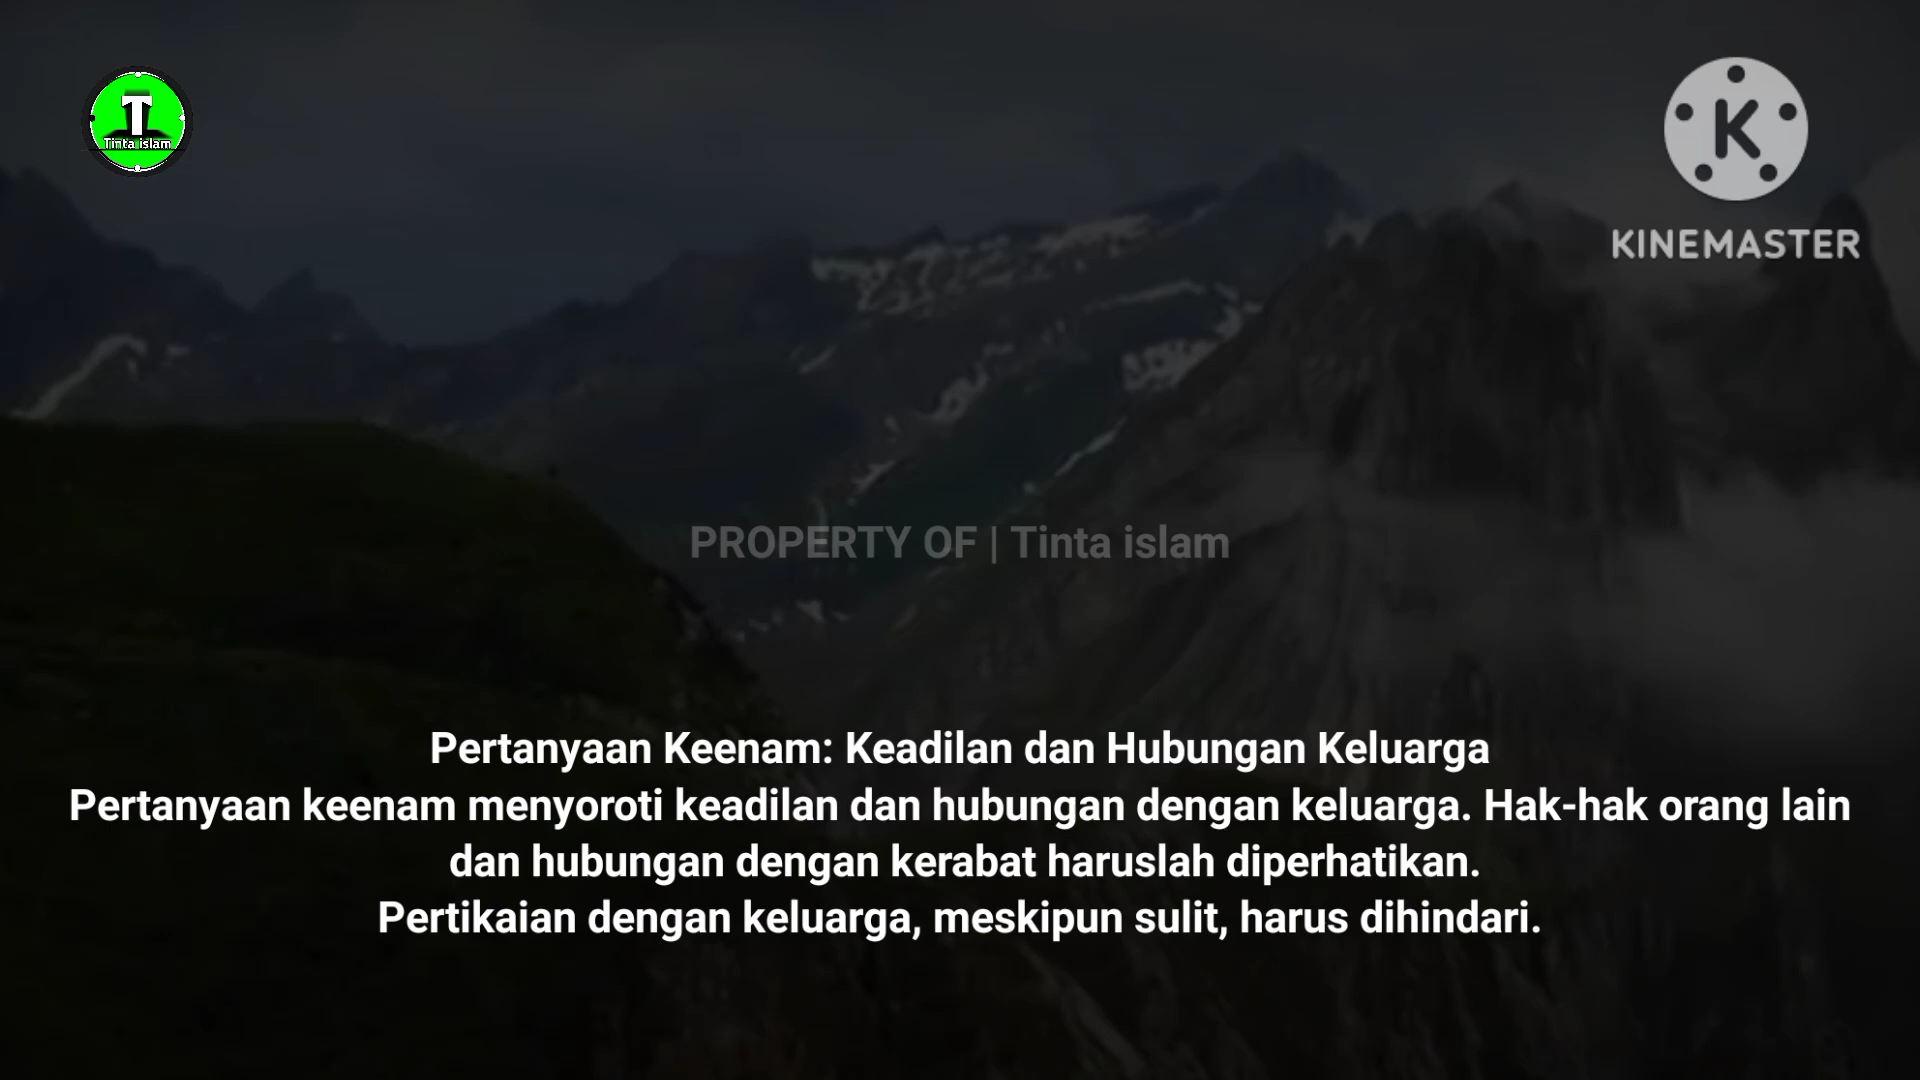 T
Tinta islam
K
KINEMASTER
PROPERTY OF | Tinta islam
Pertanyaan Keenam: Keadilan dan Hubungan Keluarga
Pertanyaan keenam menyoroti keadilan dan hubungan dengan keluarga. Hak-hak orang lain
dan hubungan dengan kerabat haruslah diperhatikan.
Pertikaian dengan keluarga, meskipun sulit, harus dihindari.